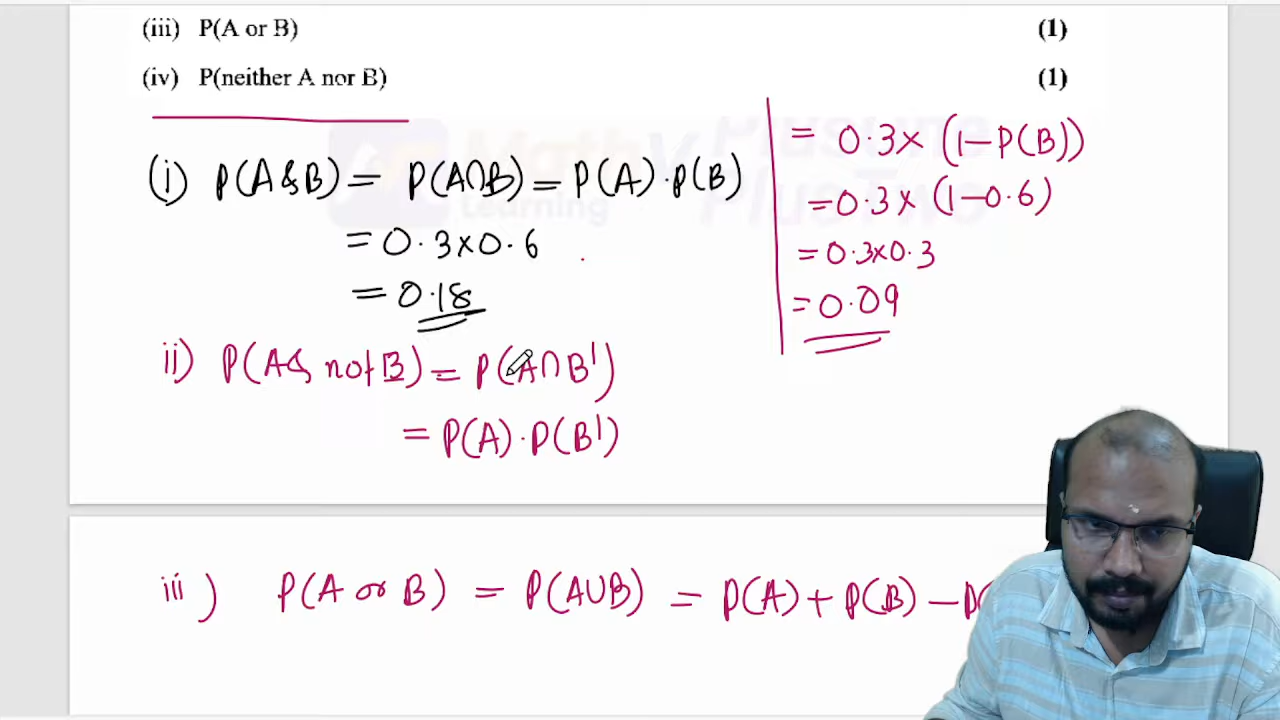 (iii) P(A or B) (1)
(iv) P(neither A nor B) (1)
(i) P(A&B) = P(A∩B) = P(A)·P(B)
= 0.3×0.6
= 0.18
ii) P(A& not B) = P(A∩B')
= P(A)·P(B')
= 0.3× (1-P(B))
= 0.3× (1-0.6)
= 0.3×0.3
= 0.09
iii) P(A or B) = P(A∪B) = P(A) + P(B) - P(
Learning